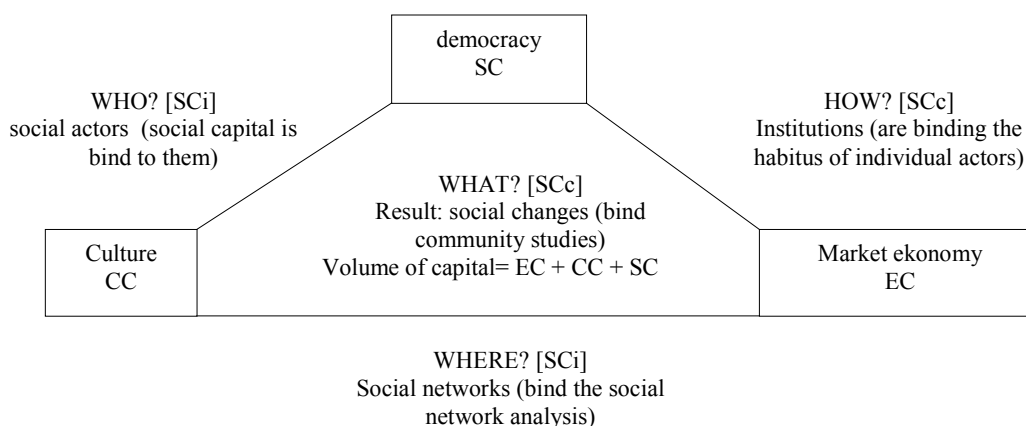 democracy
SC
WHO? [SCi]
social actors  (social capital is
bind to them)
HOW? [SCc]
Institutions (are binding the
habitus of individual actors)
WHAT? [SCc]
Result: social changes (bind
community studies)
Volume of capital= EC + CC + SC
Culture
CC
Market ekonomy
EC
WHERE? [SCi]
Social networks (bind the social
network analysis)